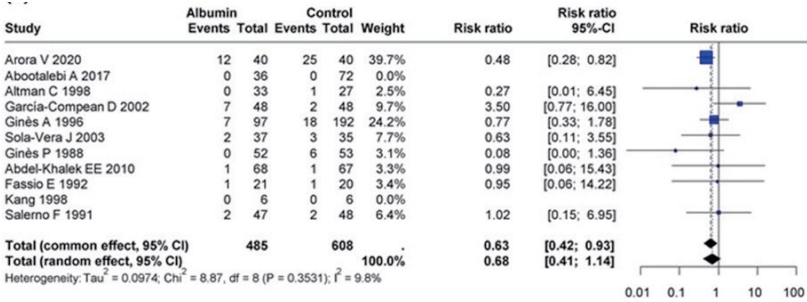 Albumin Control Risk ratio
Study Events Total Events Total Weight Risk ratio 95%-CI Risk ratio
Arora V 2020 12 40 25 40 39.7% 0.48 [0.28; 0.82]
Abootalebi A 2017 0 36 0 72 0.0%
Altman C 1998 0 33 1 27 0.27 [0.01; 6.45]
García-Compean D 2002 7 48 2 48 3.50 [0.77; 16.00]
Ginès A 1996 7 97 18 192 24.2% 0.77 [0.33; 1.78]
Sola-Vera J 2003 2 37 3 35 0.63 [0.11; 3.55]
Ginès P 1988 0 52 6 53 3.1% 0.08 [0.00; 1.36]
Abdel-Khalek EE 2010 1 68 1 67 3.3% 0.99 [0.06; 15.43]
Fassio E 1992 1 21 1 20 3.4% 0.95 [0.06; 14.22]
Kang 1998 0 6 0 6 0.0%
Salerno F 1991 2 47 2 48 6.4% 1.02 [0.15; 6.95]
Total (common effect, 95% CI) 485 608 . 0.63 [0.42; 0.93]
Total (random effect, 95% CI) 100.0% 0.68 [0.41; 1.14]
Heterogeneity: Tau² = 0.0974; Chi² = 8.87, df = 8 (P = 0.3531); I² = 9.8%
0.01 0.1 1 10 100